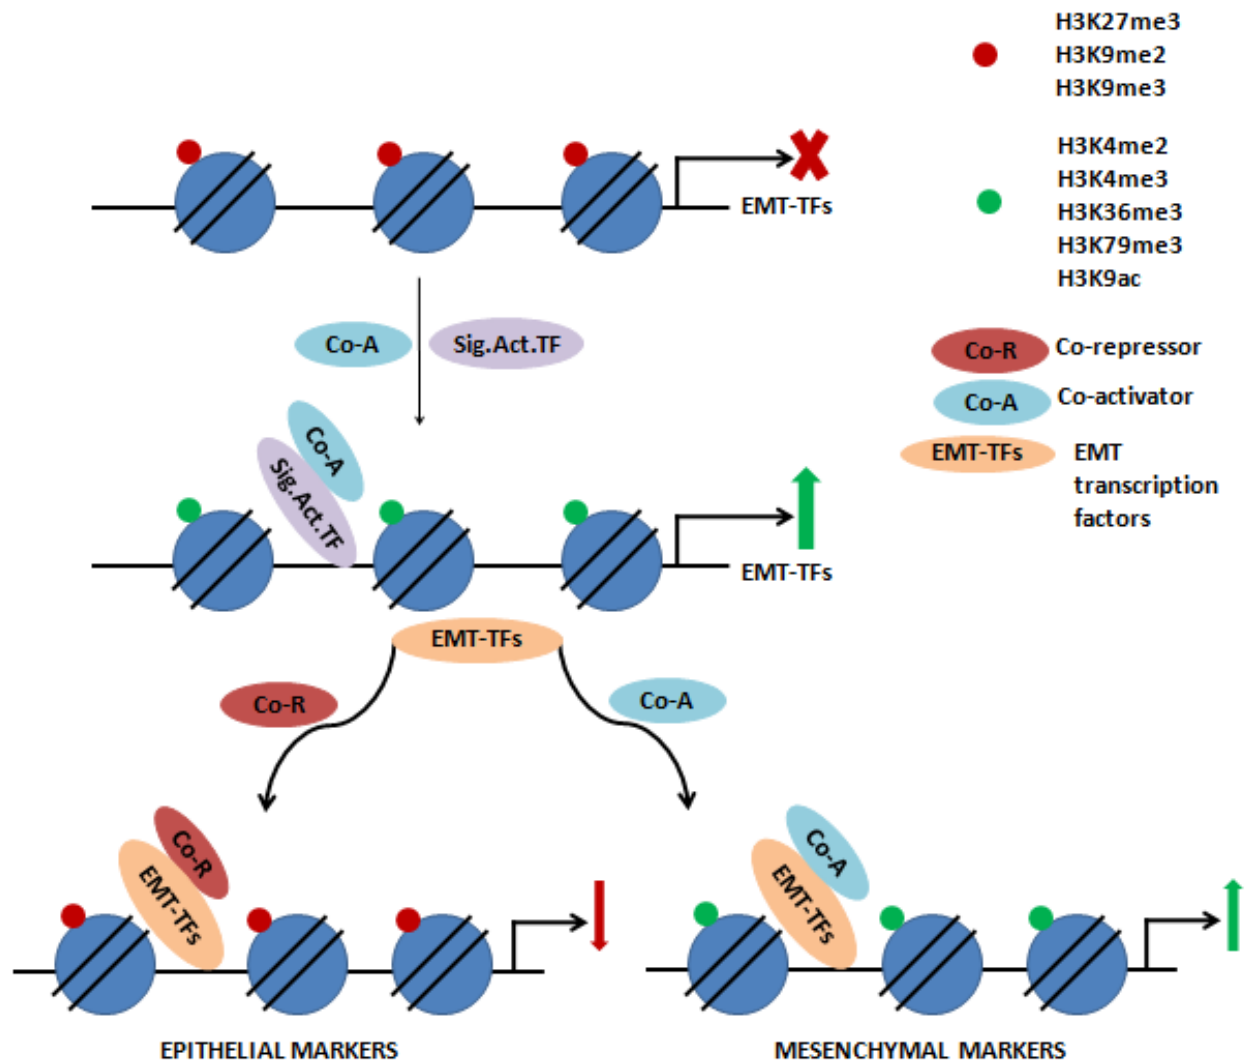 H3K27me3
H3K9me2
H3K9me3
H3K4me2
H3K4me3
H3K36me3
H3K79me3
H3K9ac
EMT-TFs
Co-A
Sig.Act.TF
Co-R
Co-repressor
Co-A
Co-activator
EMT-TFs
EMT
transcription
factors
Co-A
Sig.Act.TF
EMT-TFs
EMT-TFs
Co-R
Co-A
Co-R
EMT-TFs
Co-A
EMT-TFs
EPITHELIAL MARKERS
MESENCHYMAL MARKERS